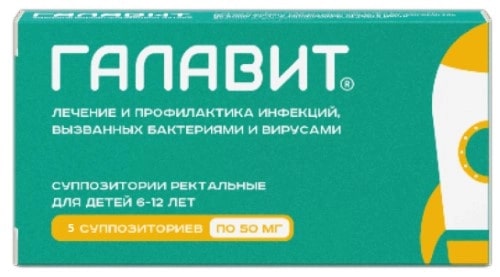 ГАЛАВИТ®
ЛЕЧЕНИЕ И ПРОФИЛАКТИКА ИНФЕКЦИЙ,
ВЫЗВАННЫХ БАКТЕРИЯМИ И ВИРУСАМИ
СУППОЗИТОРИИ РЕКТАЛЬНЫЕ
ДЛЯ ДЕТЕЙ 6-12 ЛЕТ
5 СУППОЗИТОРИЕВ ПО 50 МГ